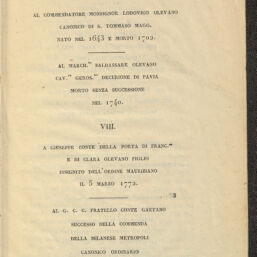 AL COMMENDATORE MONSIGNOR LODOVICO OLEVANO
CANONICO DI S. TOMMASO MAGG.
NATO NEL 1643 E MORTO 1702.
AL MARCH.se BALDASSARE OLEVANO
CAV.re GEROS.no DECURIONE DI PAVIA
MORTO SENZA SUCCESSIONE
NEL 1740.
VIII.
A GIUSEPPE CONTE DELLA PORTA DI FRANC.co
E DI CLARA OLEVANO FIGLIO
INSIGNITO DELL'ORDINE MAURIZIANO
IL 5 MARZO 1772.
3
AL G. C. C. FRATELLO CONTE GAETANO
SUCCESSO DELLA COMMENDA
DELLA MILANESE METROPOLI
CANONICO ORDINARIO